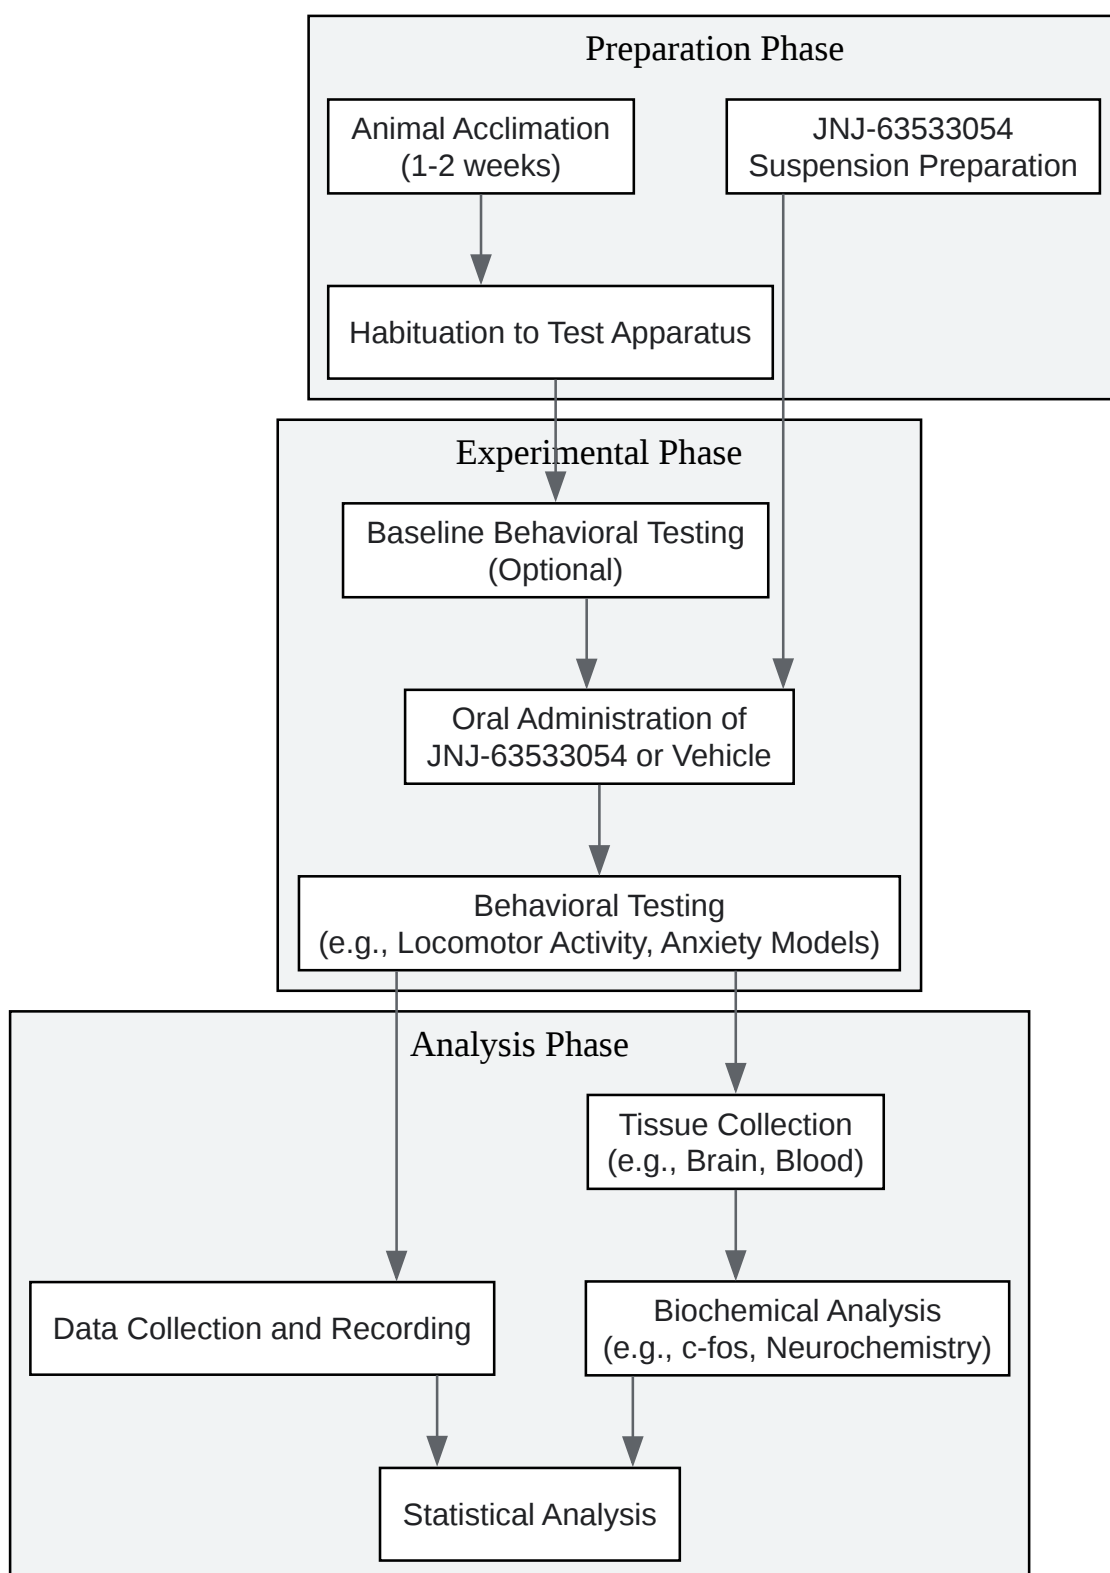 Preparation Phase
Animal Acclimation
(1-2 weeks)
JNJ-63533054
Suspension Preparation
Habituation to Test Apparatus
Experimental Phase
Baseline Behavioral Testing
(Optional)
Oral Administration of
JNJ-63533054 or Vehicle
Behavioral Testing
(e.g., Locomotor Activity, Anxiety Models)
Analysis Phase
Tissue Collection
(e.g., Brain, Blood)
Data Collection and Recording
Biochemical Analysis
(e.g., c-fos, Neurochemistry)
Statistical Analysis